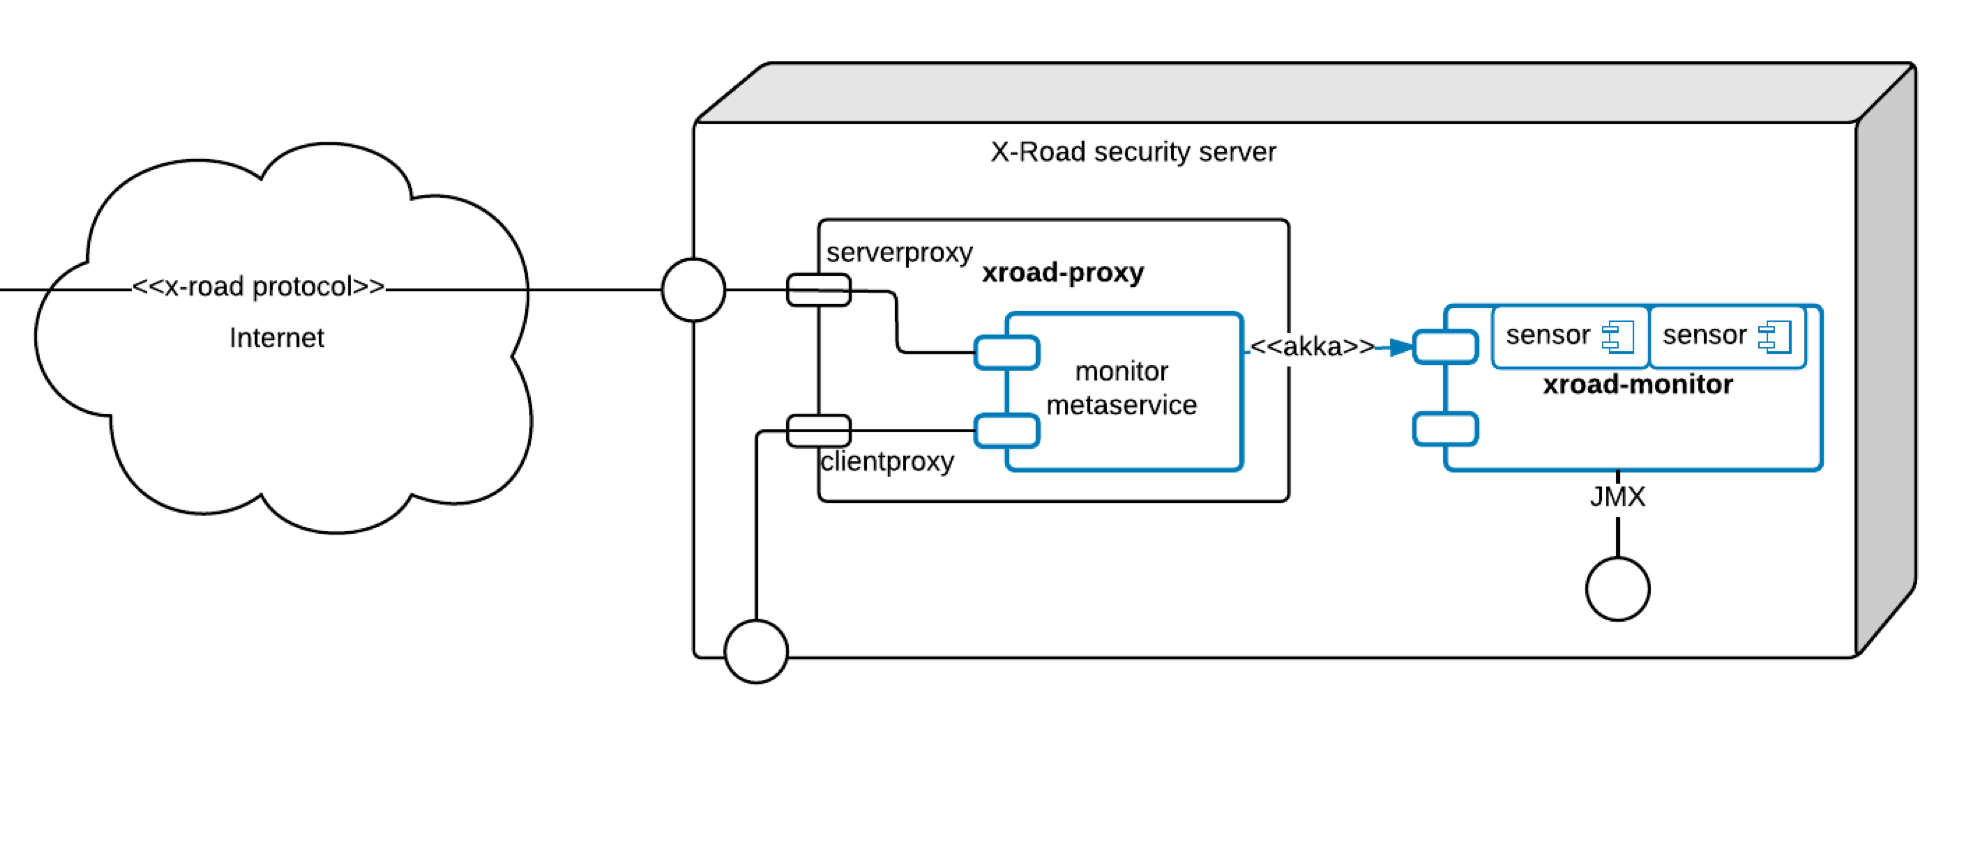 X-Road security server
serverproxy
xroad-proxy
<<x-road protocol>>
Internet
sensor
sensor
<<akka>>
monitor
metaservice
xroad-monitor
clientproxy
JMX